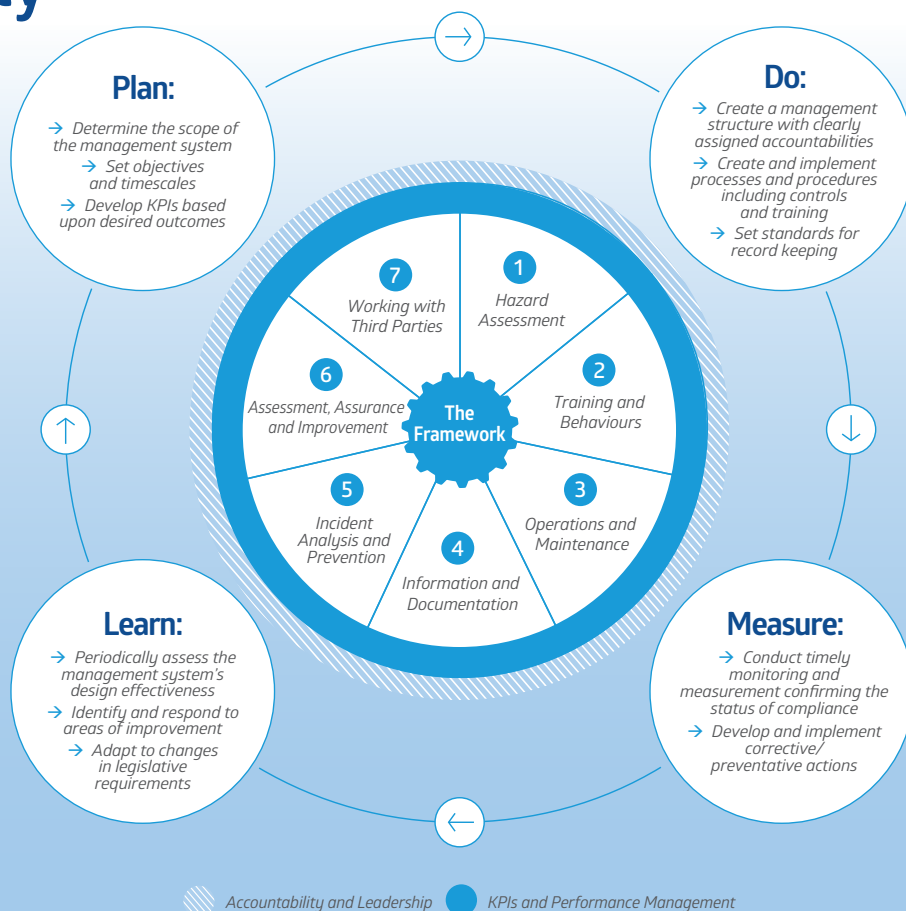 Plan:
→ Determine the scope of
the management system
→ Set objectives
and timescales
→ Develop KPIs based
upon desired outcomes
Do:
→ Create a management
structure with clearly
assigned accountabilities
→ Create and implement
processes and procedures
including controls
and training
→ Set standards for
record keeping
1
Hazard
Assessment
2
Training and
Behaviours
3
Operations and
Maintenance
4
Information and
Documentation
5
Incident
Analysis and
Prevention
6
Assessment, Assurance
and Improvement
7
Working with
Third Parties
The
Framework
Learn:
→ Periodically assess the
management system's
design effectiveness
→ Identify and respond to
areas of improvement
→ Adapt to changes
in legislative
requirements
Measure:
→ Conduct timely
monitoring and
measurement confirming the
status of compliance
→ Develop and implement
corrective/
preventative actions
Accountability and Leadership
KPIs and Performance Management